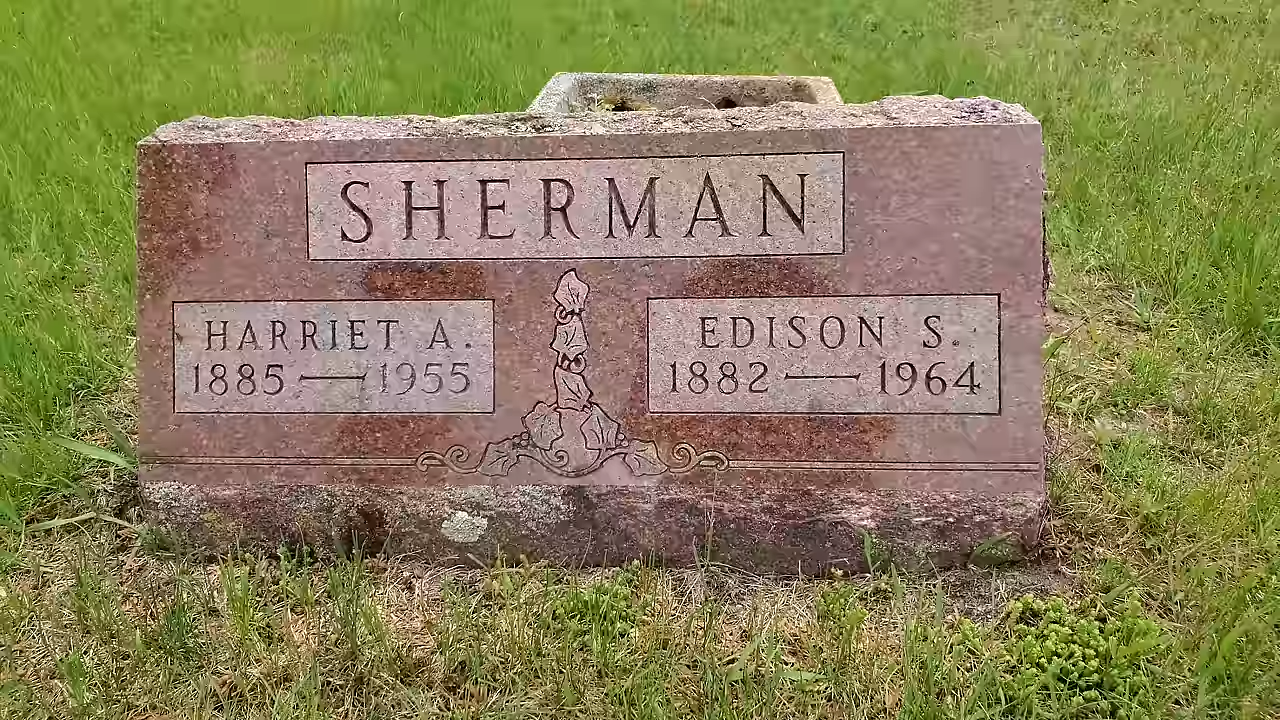 SHERMAN
HARRIET A.
1885 — 1955
EDISON S.
1882 — 1964